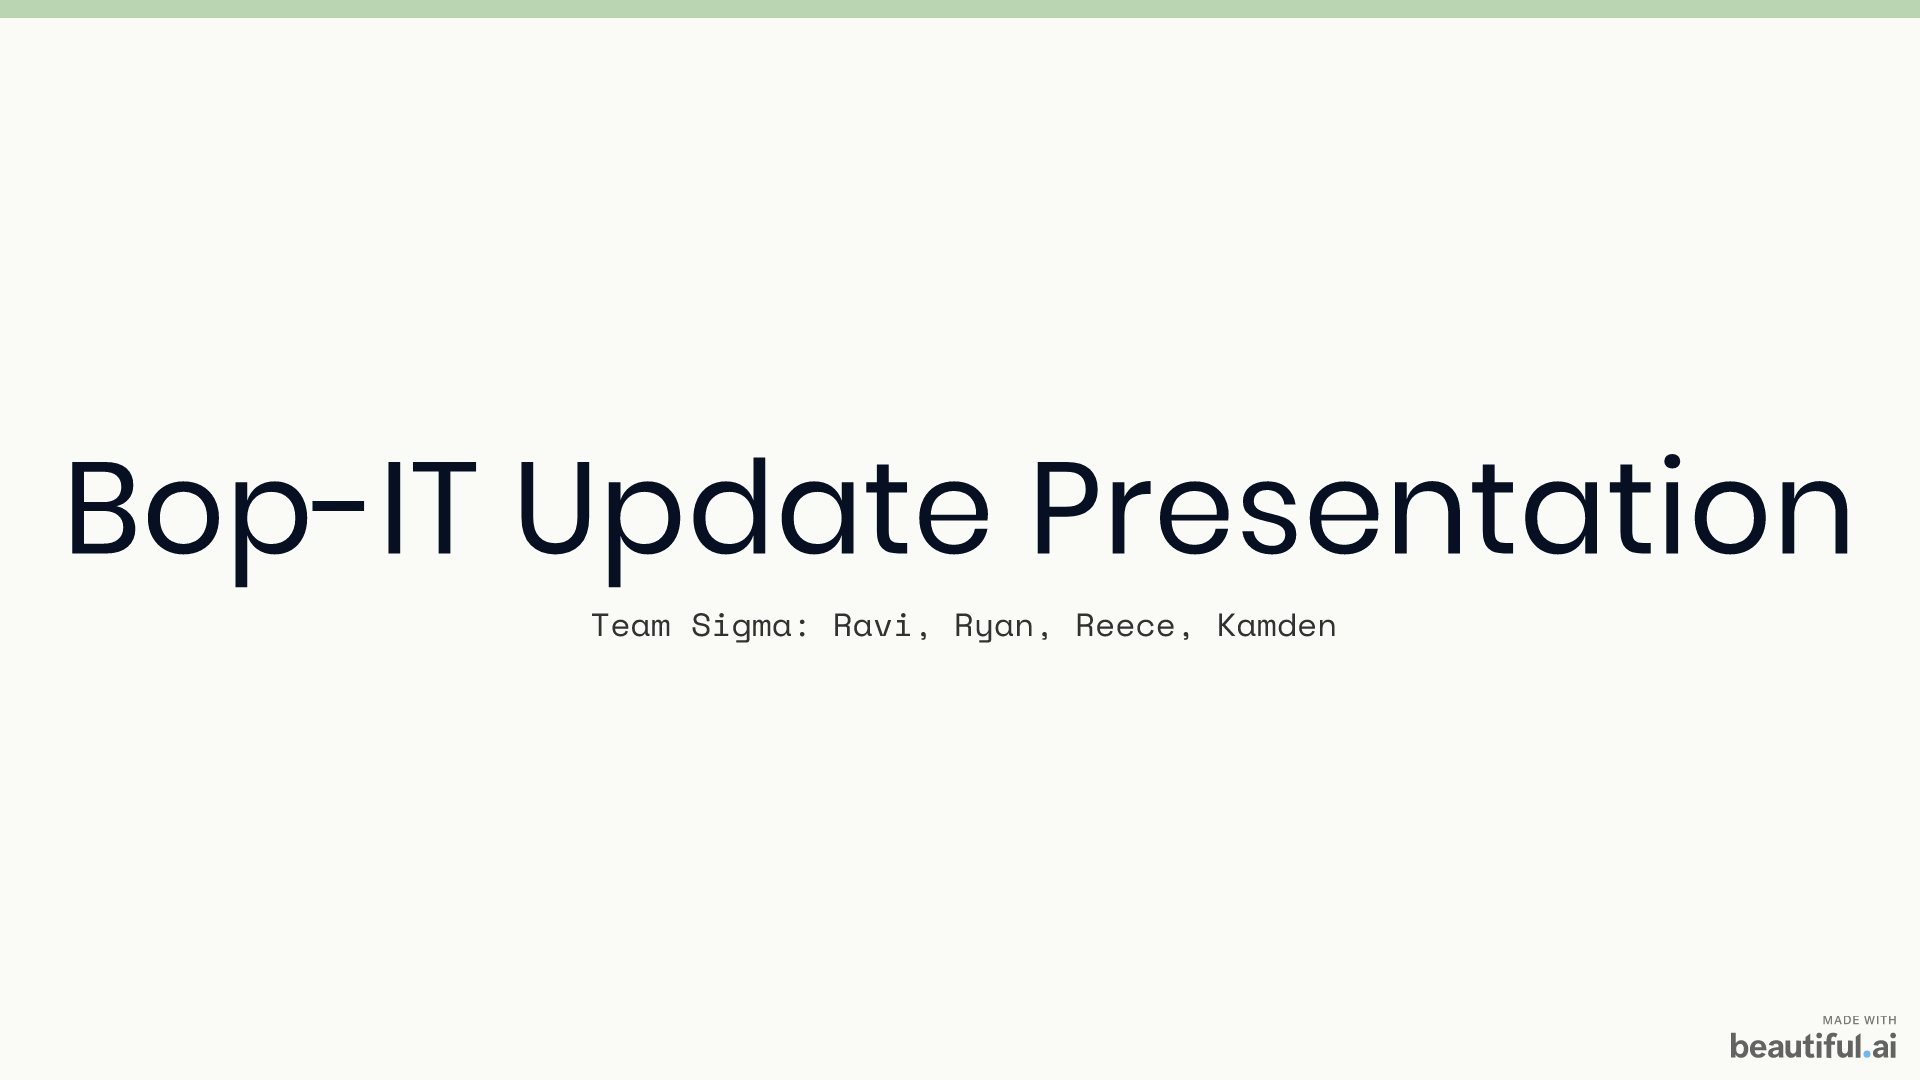 Bop-IT Update Presentation
Team Sigma: Ravi, Ryan, Reece, Kamden
MADE WITH
beautiful.ai